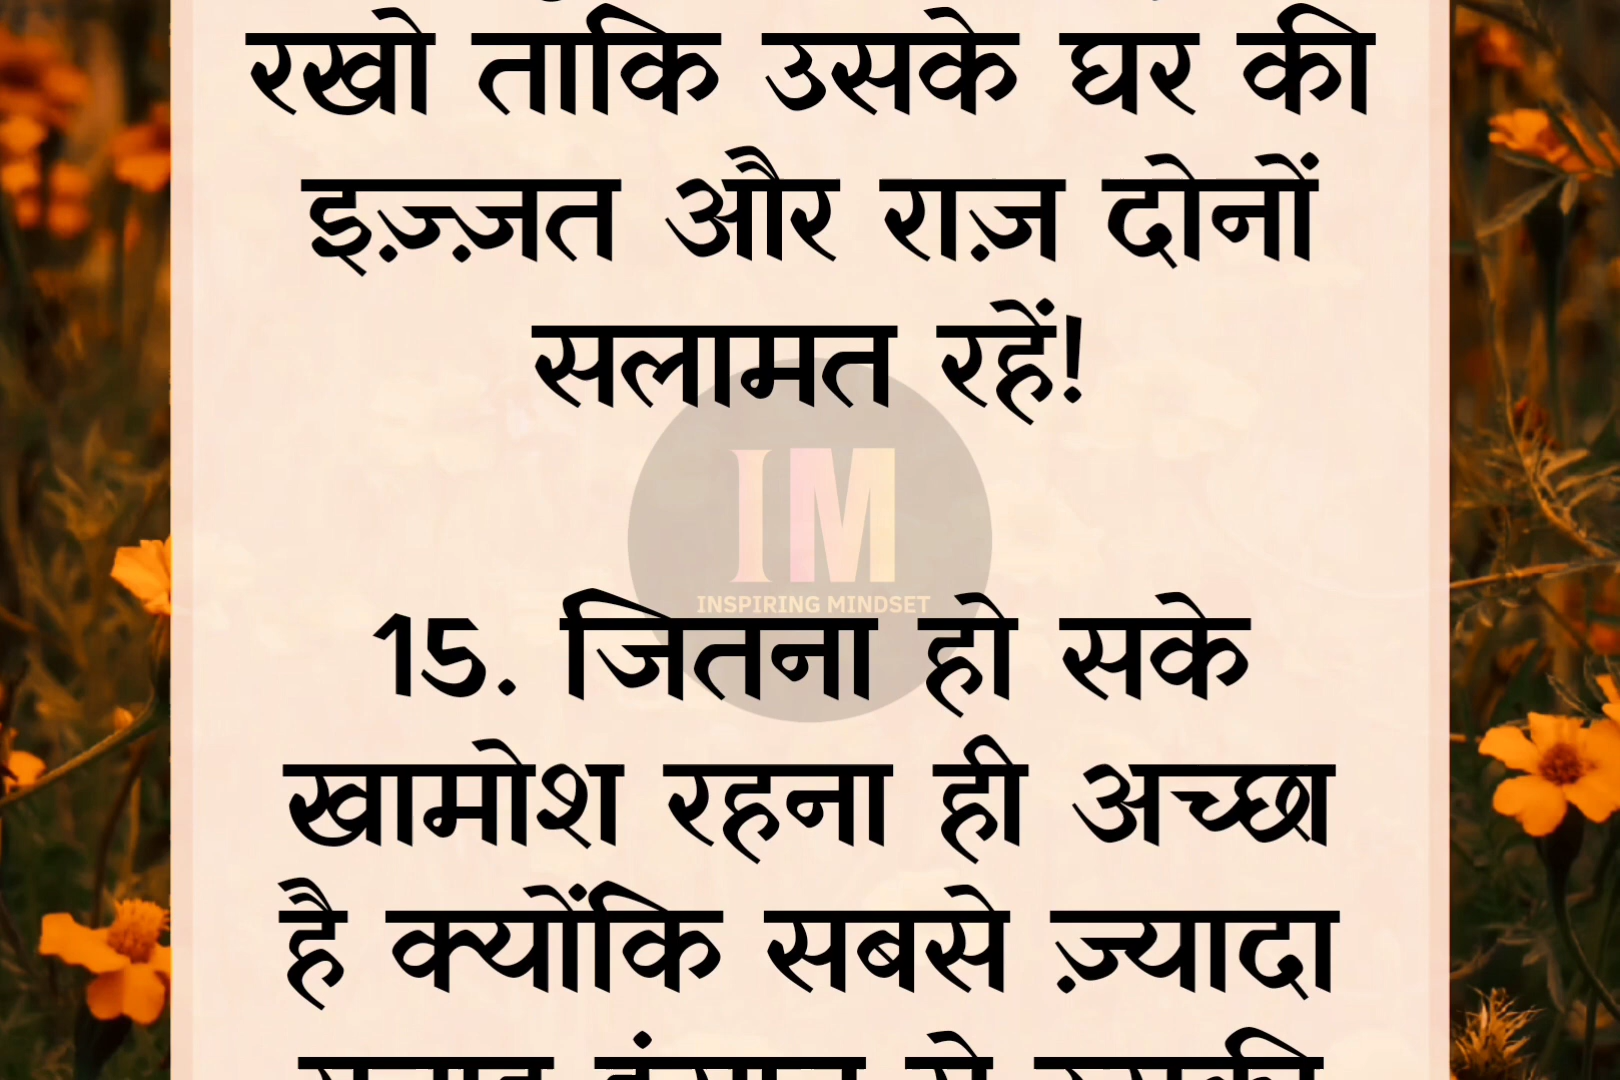 रखो ताकि उसके घर की
इज़्ज़त और राज़ दोनों
सलामत रहें!
IM
INSPIRING MINDSET
15. जितना हो सके
खामोश रहना ही अच्छा
है क्योंकि सबसे ज़्यादा